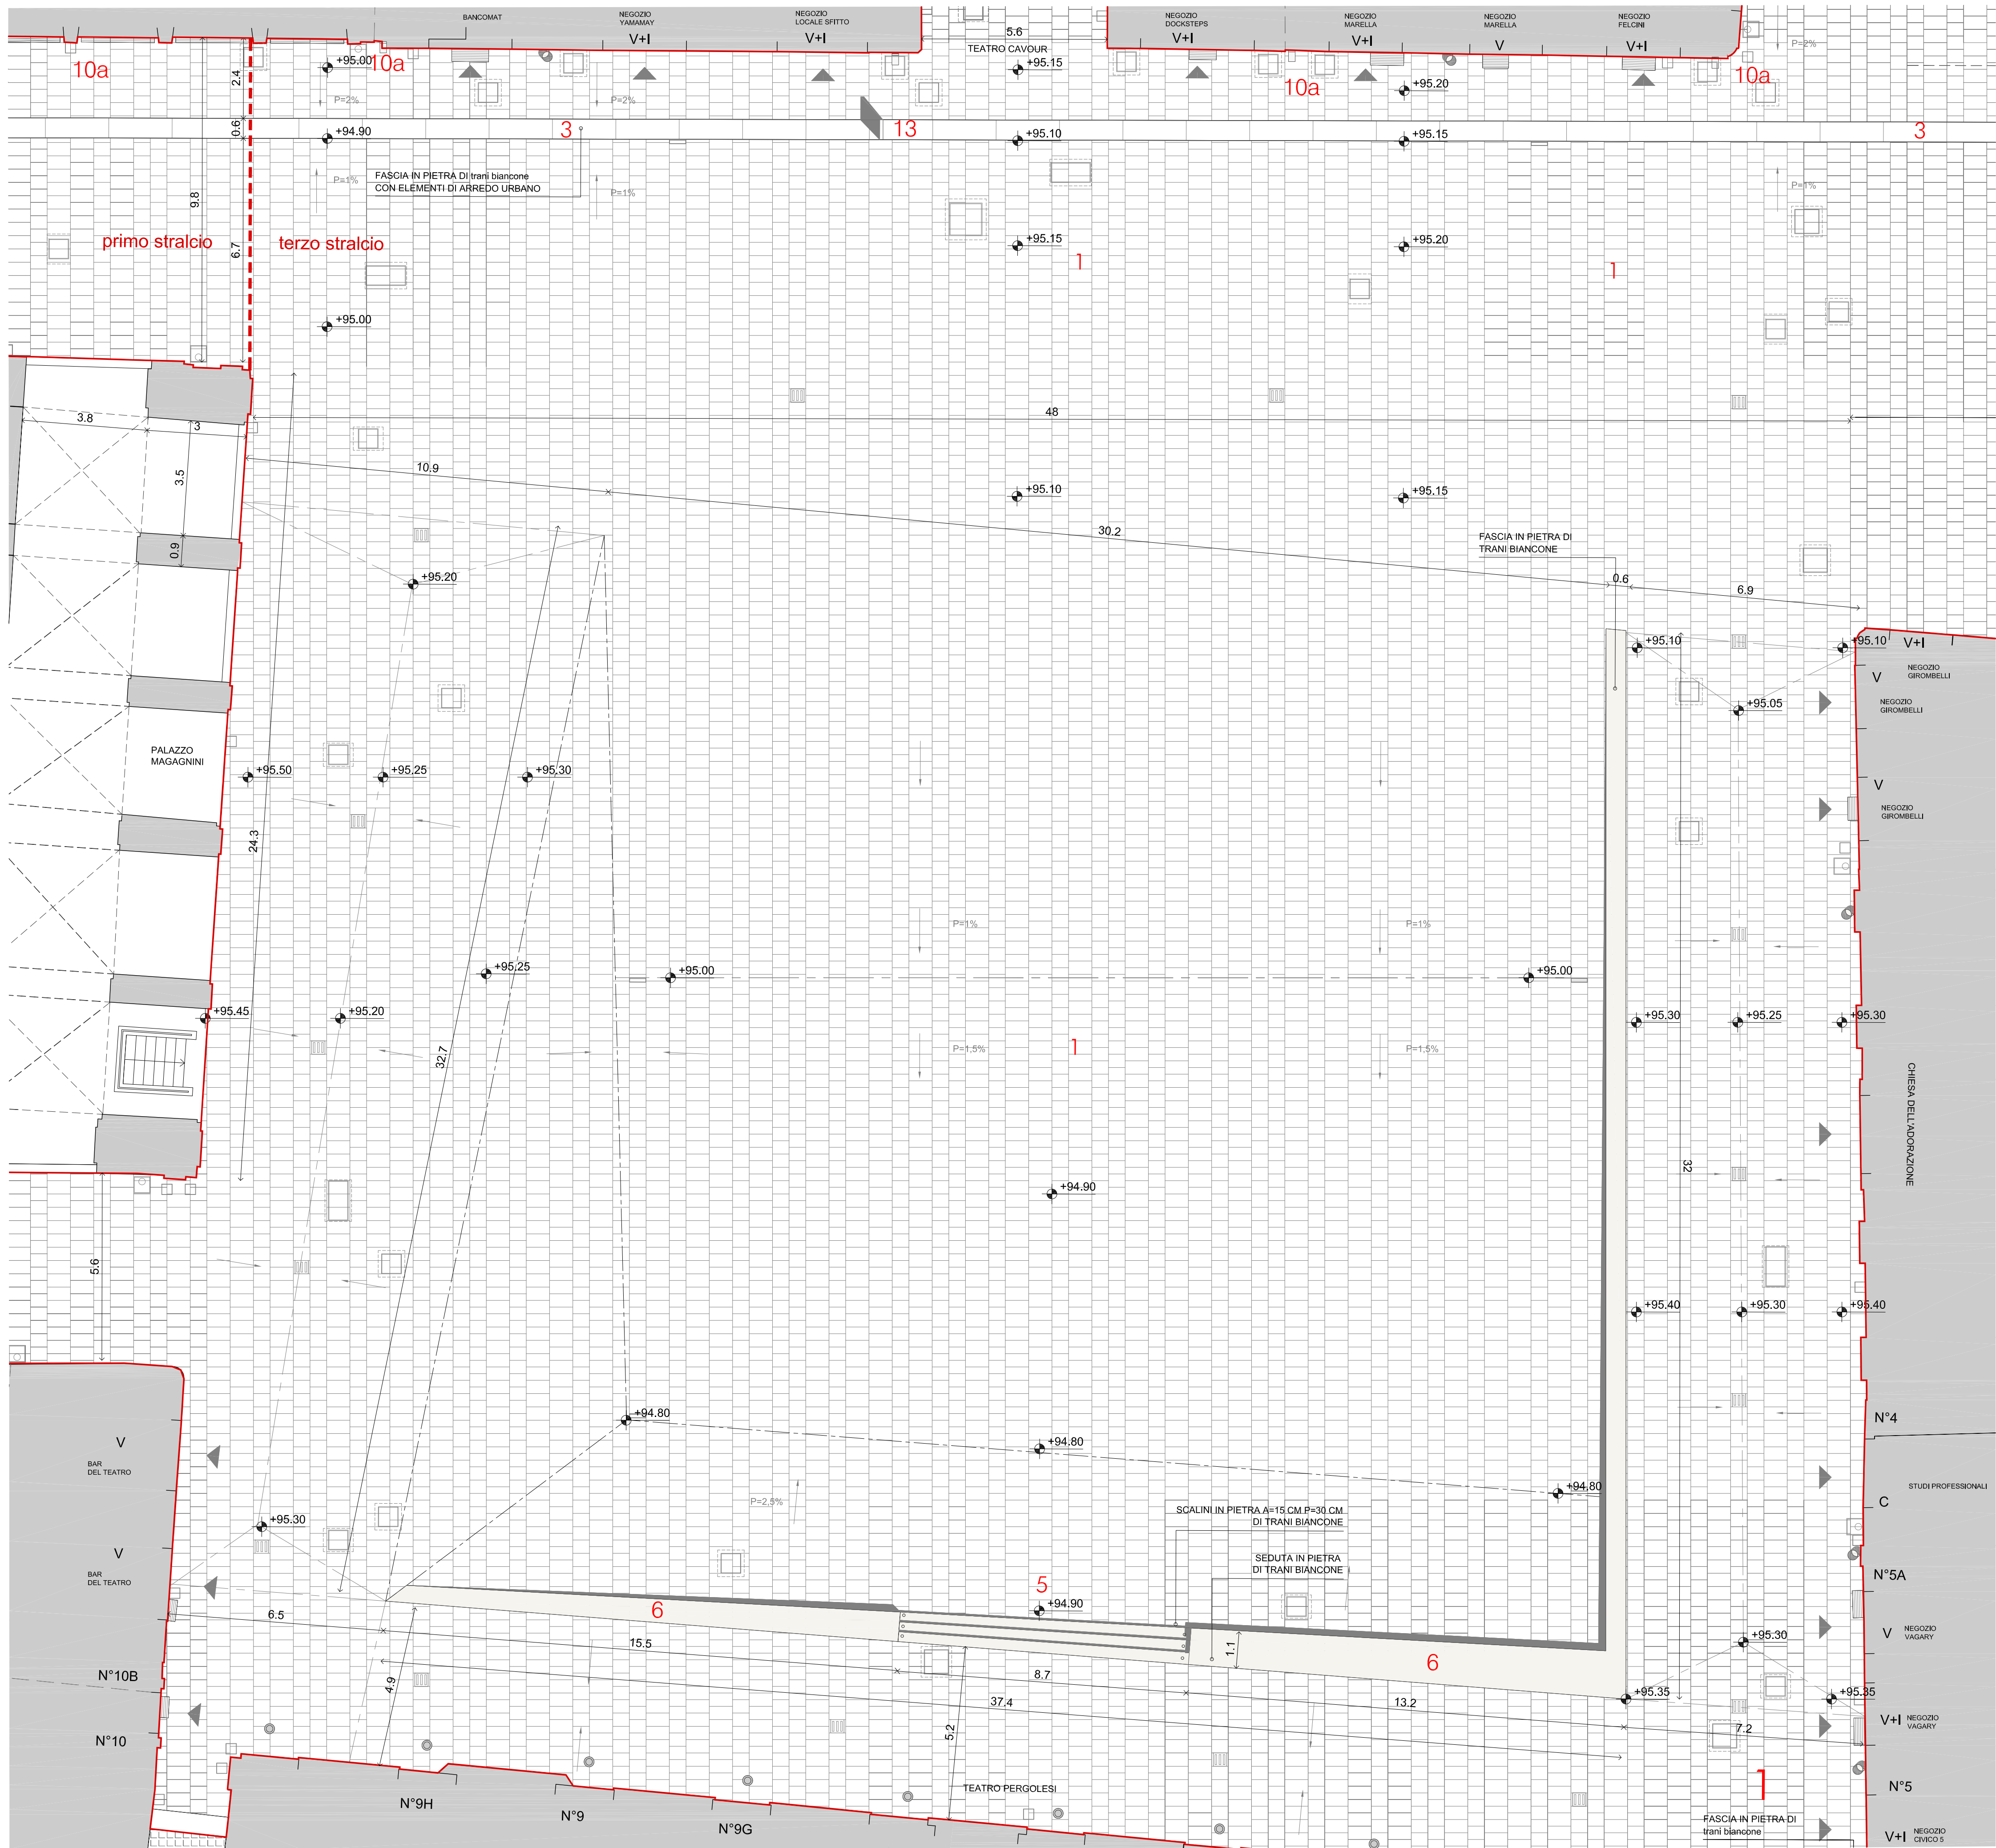 BANCOMAT
NEGOZIO
YAMAMAY
NEGOZIO
LOCALE SFITTO
V+I
V+I
5.6
TEATRO CAVOUR
NEGOZIO
DOCKSTEPS
V+I
NEGOZIO
MARELLA
V+I
NEGOZIO
MARELLA
V
NEGOZIO
FELCINI
V+I
P=2%
10a
+95.00
10a
+95.15
10a
+95.20
10a
2.4
P=2%
P=2%
0.6
+94.90
3
13
+95.10
+95.15
3
9.8
P=1%
FASCIA IN PIETRA DI trani biancone
CON ELEMENTI DI ARREDO URBANO
P=1%
P=1%
primo stralcio
6.7
terzo stralcio
+95.15
+95.20
1
1
+95.00
3.8
3
48
3.5
10.9
+95.10
+95.15
30.2
0.9
FASCIA IN PIETRA DI
TRANI BIANCONE
+95.20
0.6
6.9
+95.10
+95.10
V+I
NEGOZIO
GIROMBELLI
V
NEGOZIO
GIROMBELLI
+95.05
PALAZZO
MAGAGNINI
+95.50
+95.25
+95.30
V
NEGOZIO
GIROMBELLI
24.3
P=1%
P=1%
+95.25
+95.00
+95.00
+95.45
+95.20
+95.30
+95.25
+95.30
32.7
P=1,5%
1
P=1,5%
CHIESA DELL'ADORAZIONE
32
+94.90
5.6
+95.40
+95.30
+95.40
+94.80
N°4
V
BAR
DEL TEATRO
+94.80
+94.80
STUDI PROFESSIONALI
C
P=2,5%
SCALINI IN PIETRA A=15 CM P=30 CM
DI TRANI BIANCONE
+95.30
V
BAR
DEL TEATRO
SEDUTA IN PIETRA
DI TRANI BIANCONE
N°5A
5
+94.90
6
6.5
V
NEGOZIO
VAGARY
+95.30
15.5
1.1
6
N°10B
4.9
8.7
37.4
13.2
+95.35
+95.35
V+I
NEGOZIO
VAGARY
7.2
5.2
N°10
TEATRO PERGOLESI
1
N°5
N°9H
N°9
N°9G
FASCIA IN PIETRA DI
trani biancone
V+I
NEGOZIO
CIVICO 5